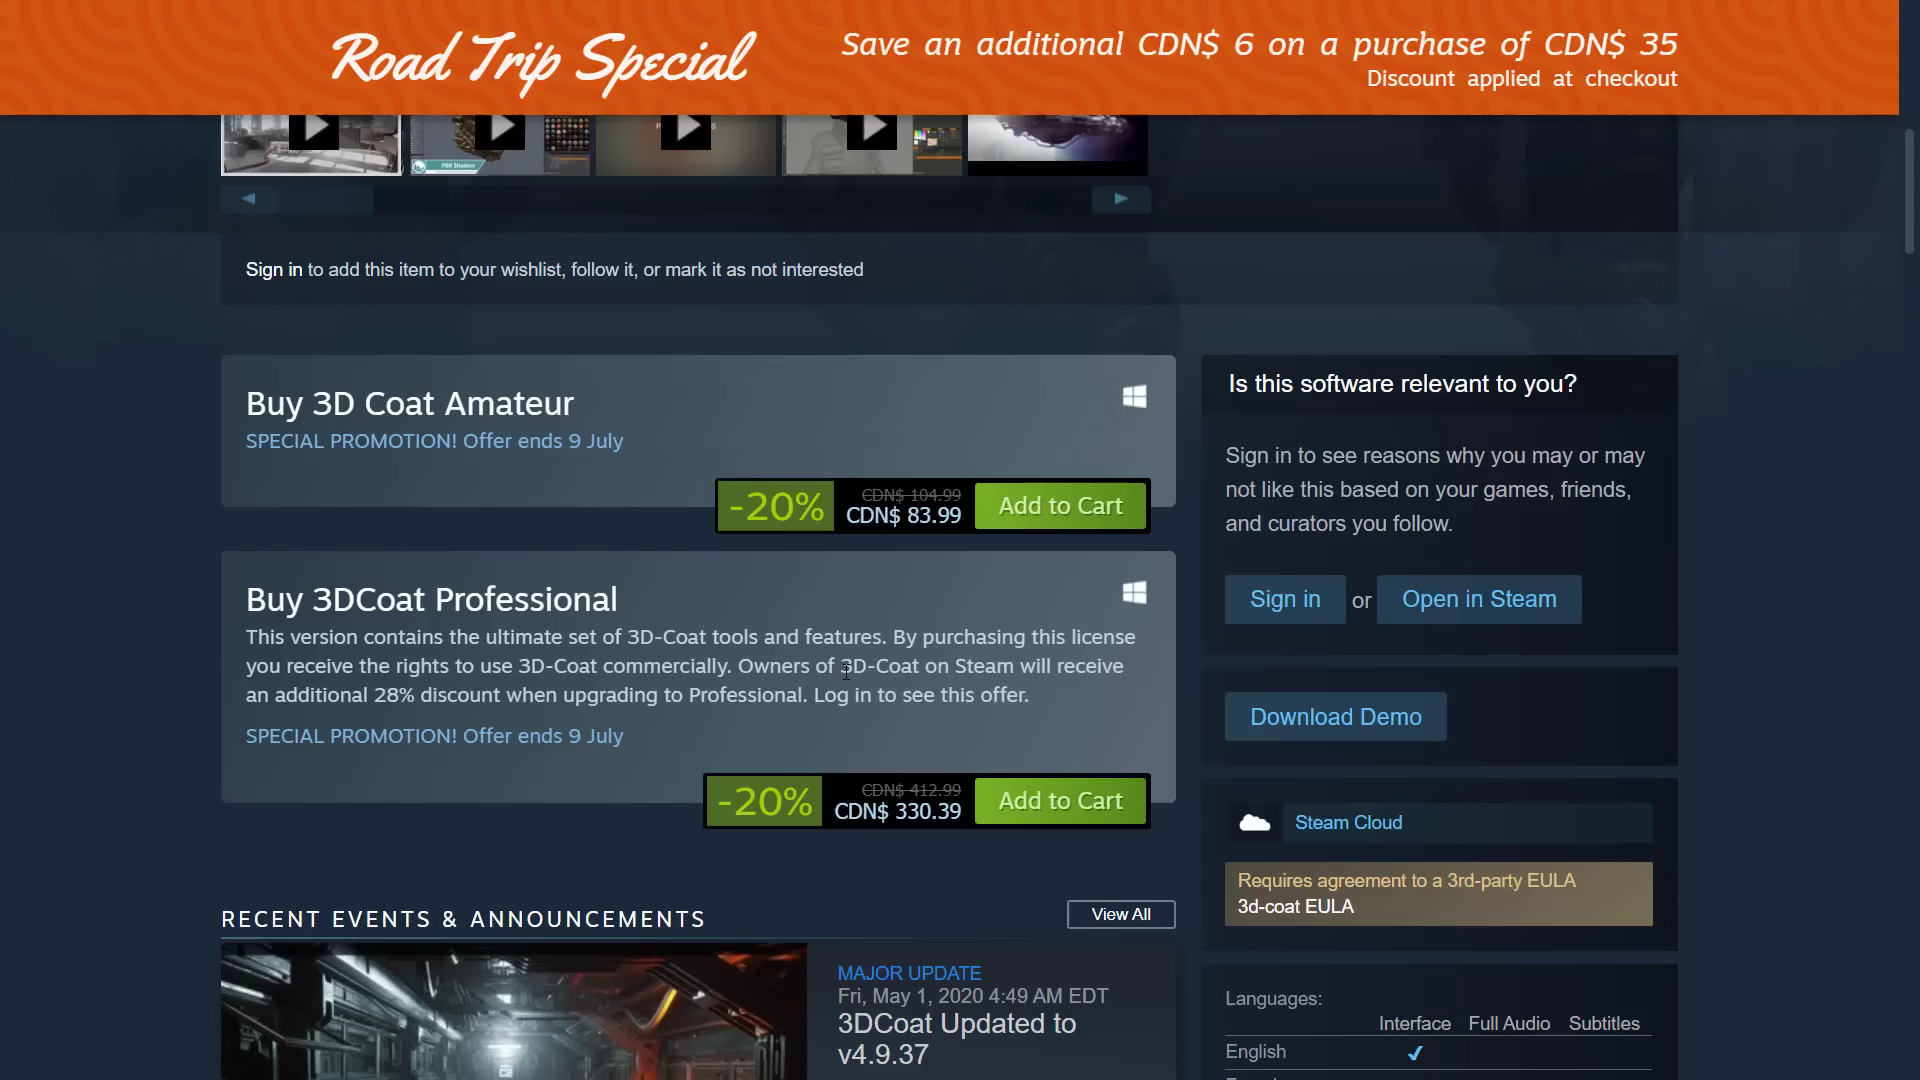 Road Trip Special
Save an additional CDN$ 6 on a purchase of CDN$ 35
Discount applied at checkout
PBR Shaders
Sign in to add this item to your wishlist, follow it, or mark it as not interested
Buy 3D Coat Amateur
SPECIAL PROMOTION! Offer ends 9 July
-20%
CDN$ 104.99
CDN$ 83.99
Add to Cart
Buy 3DCoat Professional
This version contains the ultimate set of 3D-Coat tools and features. By purchasing this license
you receive the rights to use 3D-Coat commercially. Owners of 3D-Coat on Steam will receive
an additional 28% discount when upgrading to Professional. Log in to see this offer.
SPECIAL PROMOTION! Offer ends 9 July
-20%
CDN$ 412.99
CDN$ 330.39
Add to Cart
RECENT EVENTS & ANNOUNCEMENTS
View All
MAJOR UPDATE
Fri, May 1, 2020 4:49 AM EDT
3DCoat Updated to
v4.9.37
Is this software relevant to you?
Sign in to see reasons why you may or may
not like this based on your games, friends,
and curators you follow.
Sign in or Open in Steam
Download Demo
Steam Cloud
Requires agreement to a 3rd-party EULA
3d-coat EULA
Languages:
Interface Full Audio Subtitles
English ✔